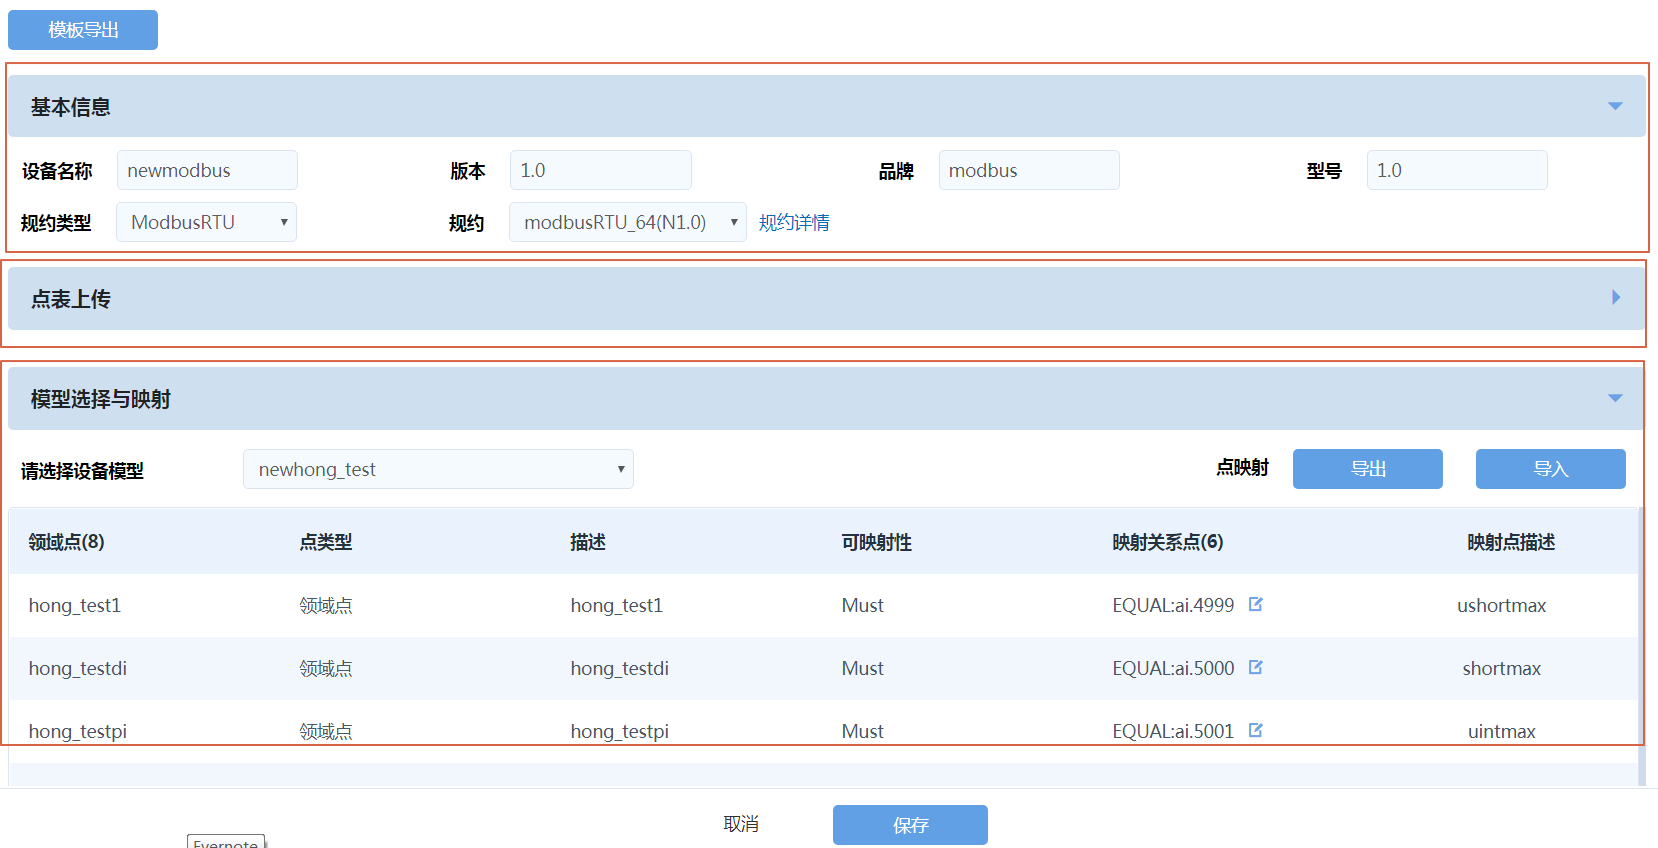 模板导出
基本信息
设备名称 newmodbus 版本 1.0 品牌 modbus 型号 1.0
规约类型 ModbusRTU 规约 modbusRTU_64(N1.0) 规约详情
点表上传
模型选择与映射
请选择设备模型 newhong_test 点映射 导出 导入
领域点(8) 点类型 描述 可映射性 映射关系点(6) 映射点描述
hong_test1 领域点 hong_test1 Must EQUAL:ai.4999 ushortmax
hong_testdi 领域点 hong_testdi Must EQUAL:ai.5000 shortmax
hong_testpi 领域点 hong_testpi Must EQUAL:ai.5001 uintmax
取消 保存
Evernote